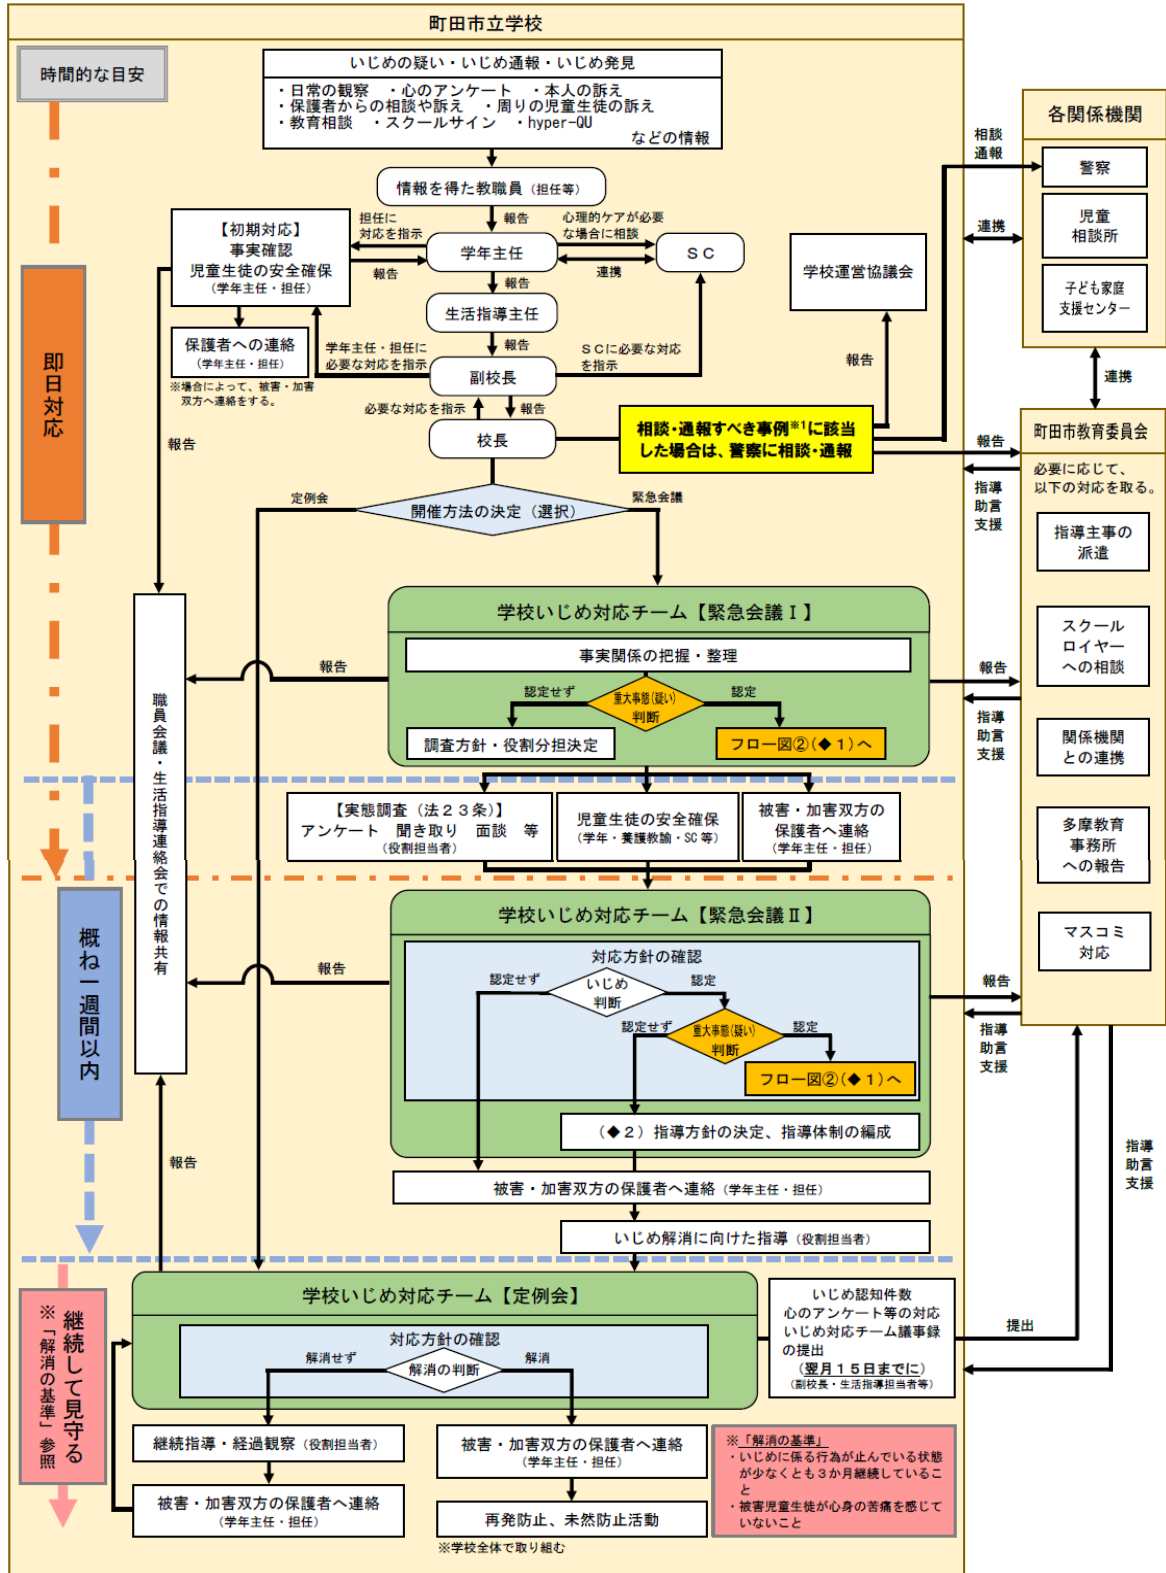 町田市立学校
時間的な目安
いじめの疑い・いじめ通報・いじめ発見
・日常の観察　・心のアンケート　・本人の訴え
・保護者からの相談や訴え　・周りの児童生徒の訴え
・教育相談　・スクールサイン　・hyper-QU
などの情報
情報を得た教職員（担任等）
報告
担任に
対応を指示
心理的ケアが必要
な場合に相談
【初期対応】
事実確認
児童生徒の安全確保
（学年主任・担任）
報告
学年主任
連携
ＳＣ
報告
生活指導主任
報告
保護者への連絡
（学年主任・担任）
※場合によって、被害・加害
双方へ連絡をする。
学年主任・担任に
必要な対応を指示
ＳＣに必要な対応
を指示
副校長
必要な対応を指示
報告
校長
報告
学校運営協議会
報告
相談・通報すべき事例※1に該当
した場合は、警察に相談・通報
相談
通報
連携
各関係機関
警察
児童
相談所
子ども家庭
支援センター
連携
町田市教育委員会
必要に応じて、
以下の対応を取る。
指導主事の
派遣
スクール
ロイヤー
への相談
関係機関
との連携
多摩教育
事務所
への報告
マスコミ
対応
報告
指導
助言
支援
即日対応
定例会
開催方法の決定（選択）
緊急会議
学校いじめ対応チーム【緊急会議Ⅰ】
事実関係の把握・整理
認定せず
重大事態(疑い)
判断
認定
調査方針・役割分担決定
フロー図②(◆１)へ
報告
報告
指導
助言
支援
職員会議・生活指導連絡会での情報共有
【実態調査（法２３条）】
アンケート　聞き取り　面談　等
（役割担当者）
児童生徒の安全確保
（学年・養護教諭・SC 等）
被害・加害双方の
保護者へ連絡
（学年主任・担任）
概ね一週間以内
学校いじめ対応チーム【緊急会議Ⅱ】
対応方針の確認
認定せず
いじめ
判断
認定
認定せず
重大事態(疑い)
判断
認定
フロー図②(◆１)へ
（◆２）指導方針の決定、指導体制の編成
報告
報告
指導
助言
支援
被害・加害双方の保護者へ連絡（学年主任・担任）
いじめ解消に向けた指導（役割担当者）
報告
指導
助言
支援
継続して見守る
※「解消の基準」参照
学校いじめ対応チーム【定例会】
対応方針の確認
解消せず
解消の判断
解消
いじめ認知件数
心のアンケート等の対応
いじめ対応チーム議事録
の提出
（翌月１５日までに）
（副校長・生活指導担当者等）
提出
継続指導・経過観察（役割担当者）
被害・加害双方の保護者へ連絡
（学年主任・担任）
被害・加害双方の保護者へ連絡
（学年主任・担任）
再発防止、未然防止活動
※学校全体で取り組む
※「解消の基準」
・いじめに係る行為が止んでいる状態
が少なくとも３か月継続しているこ
と
・被害児童生徒が心身の苦痛を感じて
いないこと